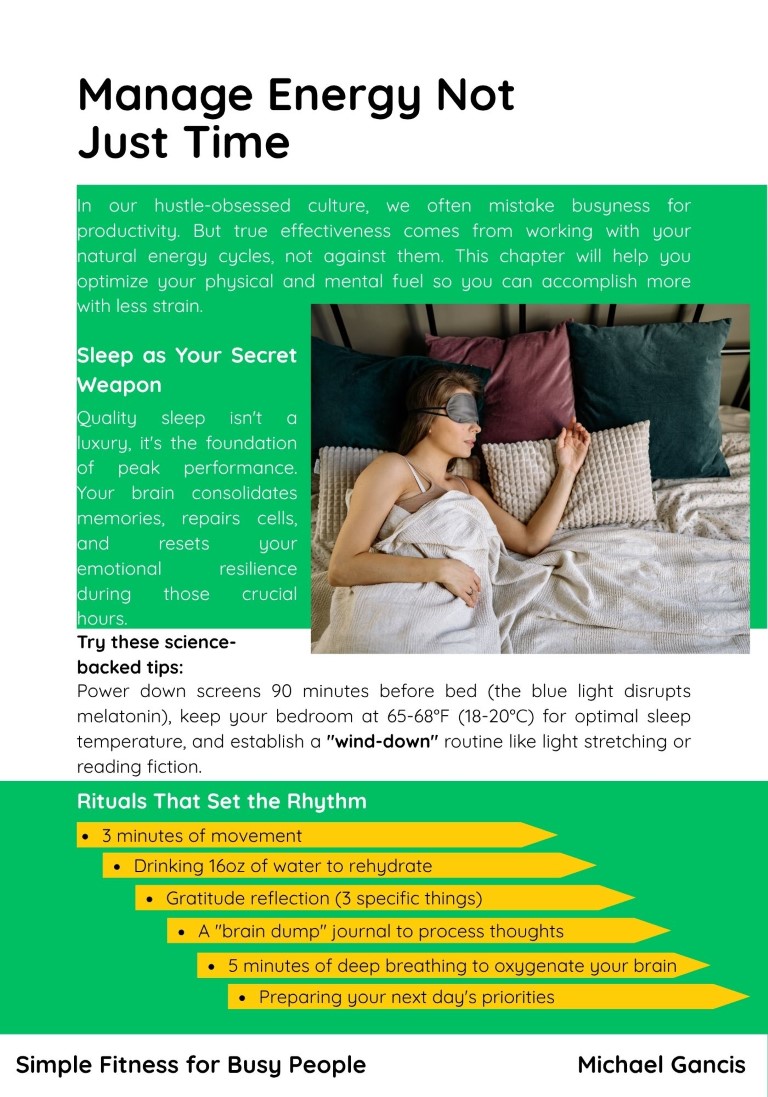 Manage Energy Not
Just Time
In our hustle-obsessed culture, we often mistake busyness for
productivity. But true effectiveness comes from working with your
natural energy cycles, not against them. This chapter will help you
optimize your physical and mental fuel so you can accomplish more
with less strain.
Sleep as Your Secret
Weapon
Quality sleep isn't a
luxury, it's the foundation
of peak performance.
Your brain consolidates
memories, repairs cells,
and resets your
emotional resilience
during those crucial
hours.
Try these science-
backed tips:
Power down screens 90 minutes before bed (the blue light disrupts
melatonin), keep your bedroom at 65-68°F (18-20°C) for optimal sleep
temperature, and establish a "wind-down" routine like light stretching or
reading fiction.
Rituals That Set the Rhythm
• 3 minutes of movement
• Drinking 16oz of water to rehydrate
• Gratitude reflection (3 specific things)
• A "brain dump" journal to process thoughts
• 5 minutes of deep breathing to oxygenate your brain
• Preparing your next day's priorities
Simple Fitness for Busy People
Michael Gancis